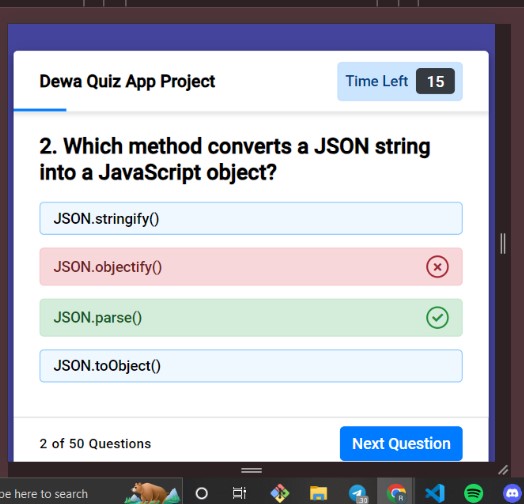 Dewa Quiz App Project
Time Left 15
2. Which method converts a JSON string
into a JavaScript object?
JSON.stringify()
JSON.objectify()
JSON.parse()
JSON.toObject()
2 of 50 Questions
Next Question
pe here to search